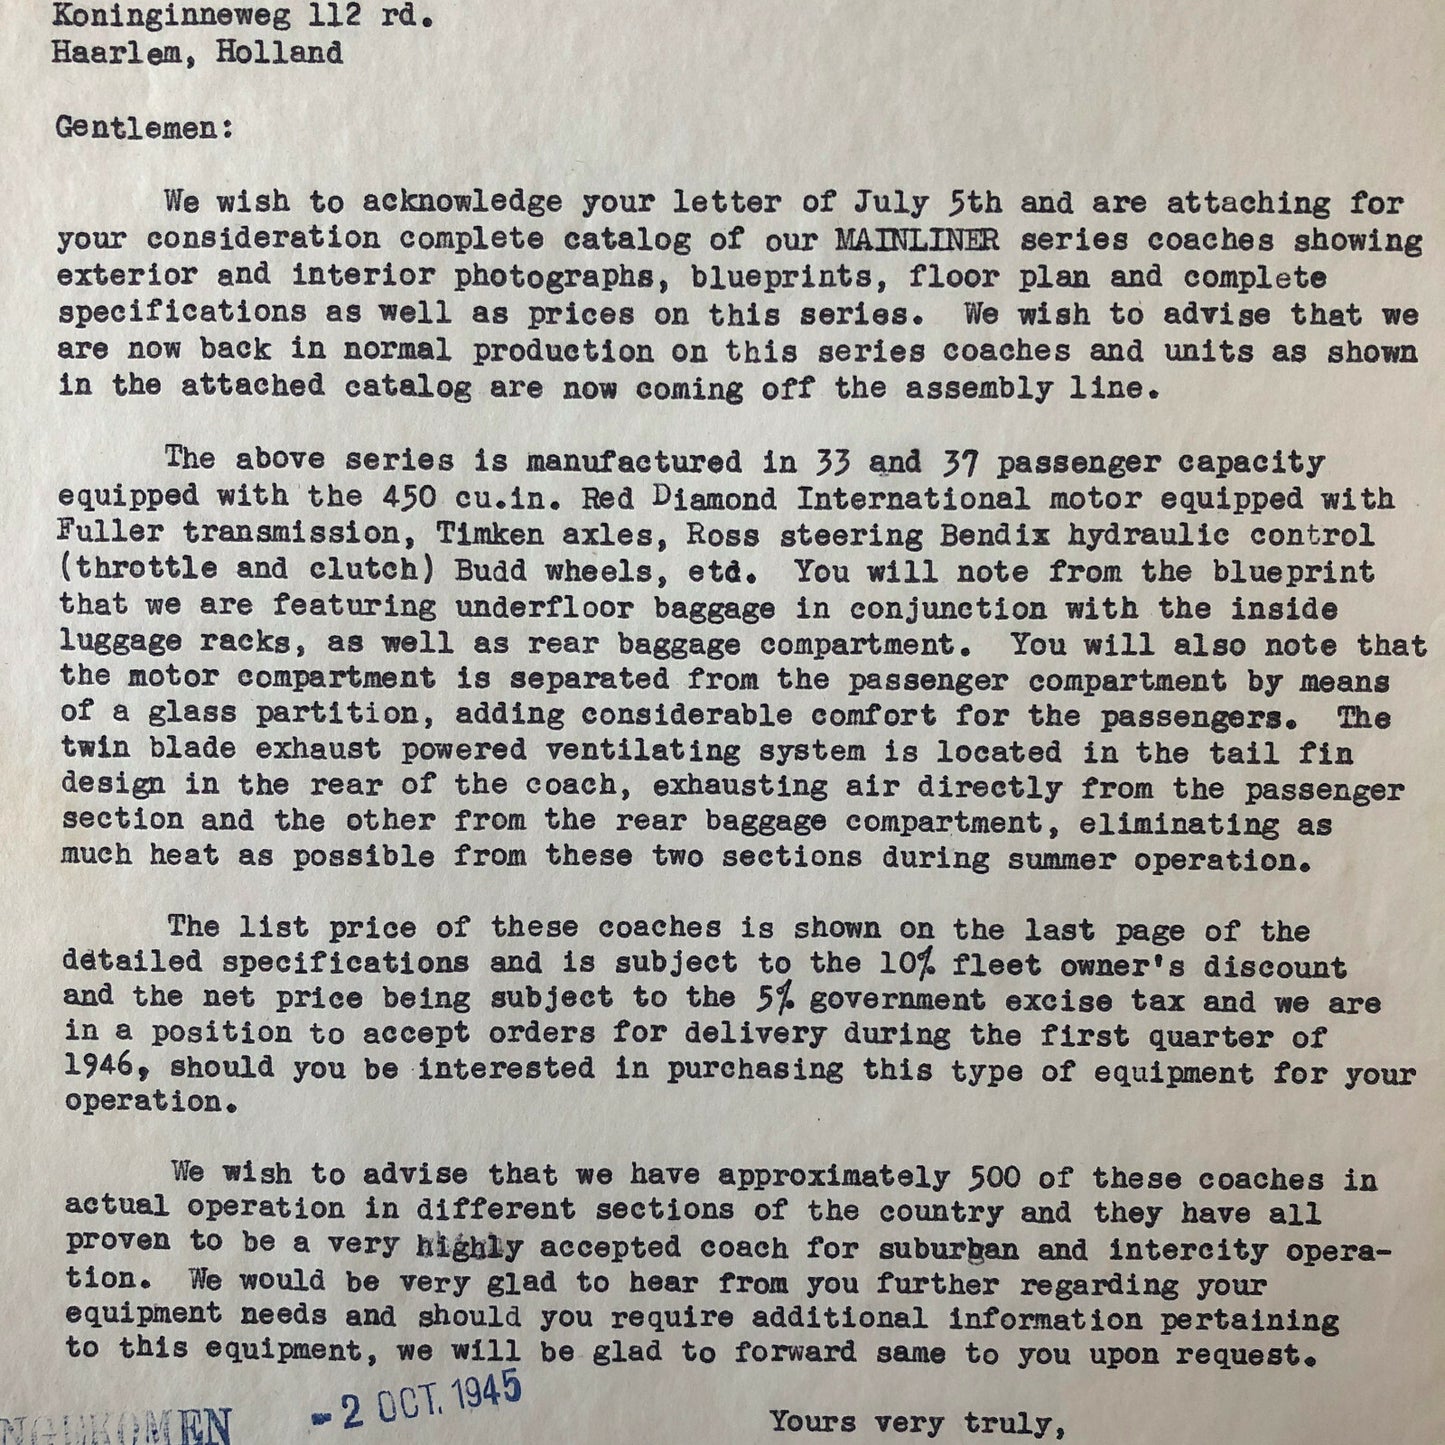 Koninginneweg 112 rd.
Haarlem, Holland
Gentlemen:
We wish to acknowledge your letter of July 5th and are attaching for
your consideration complete catalog of our MAINLINER series coaches showing
exterior and interior photographs, blueprints, floor plan and complete
specifications as well as prices on this series. We wish to advise that we
are now back in normal production on this series coaches and units as shown
in the attached catalog are now coming off the assembly line.
The above series is manufactured in 33 and 37 passenger capacity
equipped with the 450 cu.in. Red Diamond International motor equipped with
Fuller transmission, Timken axles, Ross steering Bendix hydraulic control
(throttle and clutch) Budd wheels, etd. You will note from the blueprint
that we are featuring underfloor baggage in conjunction with the inside
luggage racks, as well as rear baggage compartment. You will also note that
the motor compartment is separated from the passenger compartment by means
of a glass partition, adding considerable comfort for the passengers. The
twin blade exhaust powered ventilating system is located in the tail fin
design in the rear of the coach, exhausting air directly from the passenger
section and the other from the rear baggage compartment, eliminating as
much heat as possible from these two sections during summer operation.
The list price of these coaches is shown on the last page of the
detailed specifications and is subject to the 10% fleet owner's discount
and the net price being subject to the 5% government excise tax and we are
in a position to accept orders for delivery during the first quarter of
1946, should you be interested in purchasing this type of equipment for your
operation.
We wish to advise that we have approximately 500 of these coaches in
actual operation in different sections of the country and they have all
proven to be a very highly accepted coach for suburban and intercity opera-
tion. We would be very glad to hear from you further regarding your
equipment needs and should you require additional information pertaining
to this equipment, we will be glad to forward same to you upon request.
NGEKOMEN -2 OCT. 1945
Yours very truly,